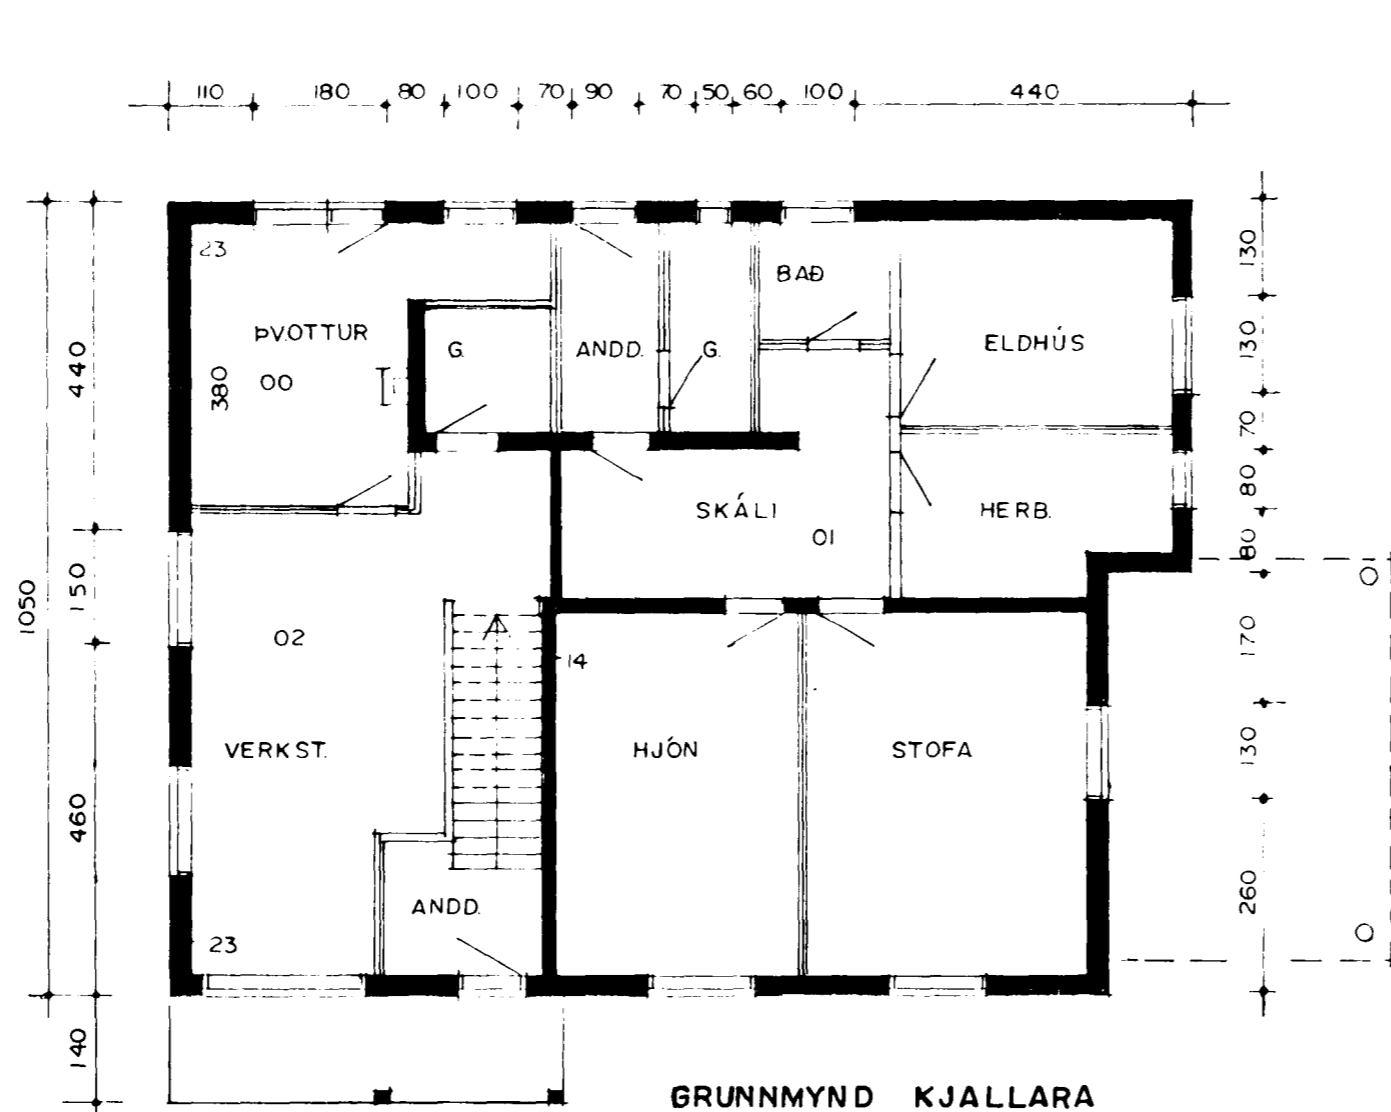 110 180 80 100 70 90 70 50 60 100 440
23
130
BAÐ
ÞVOTTUR
G.
ANDD.
G.
ELDHÚS
130
440
380
00
70
80
SKÁLI
HERB.
01
80
150
1050
02
14
170
VERKST.
HJÓN
STOFA
130
460
260
ANDD.
23
140
GRUNNMYND KJALLARA